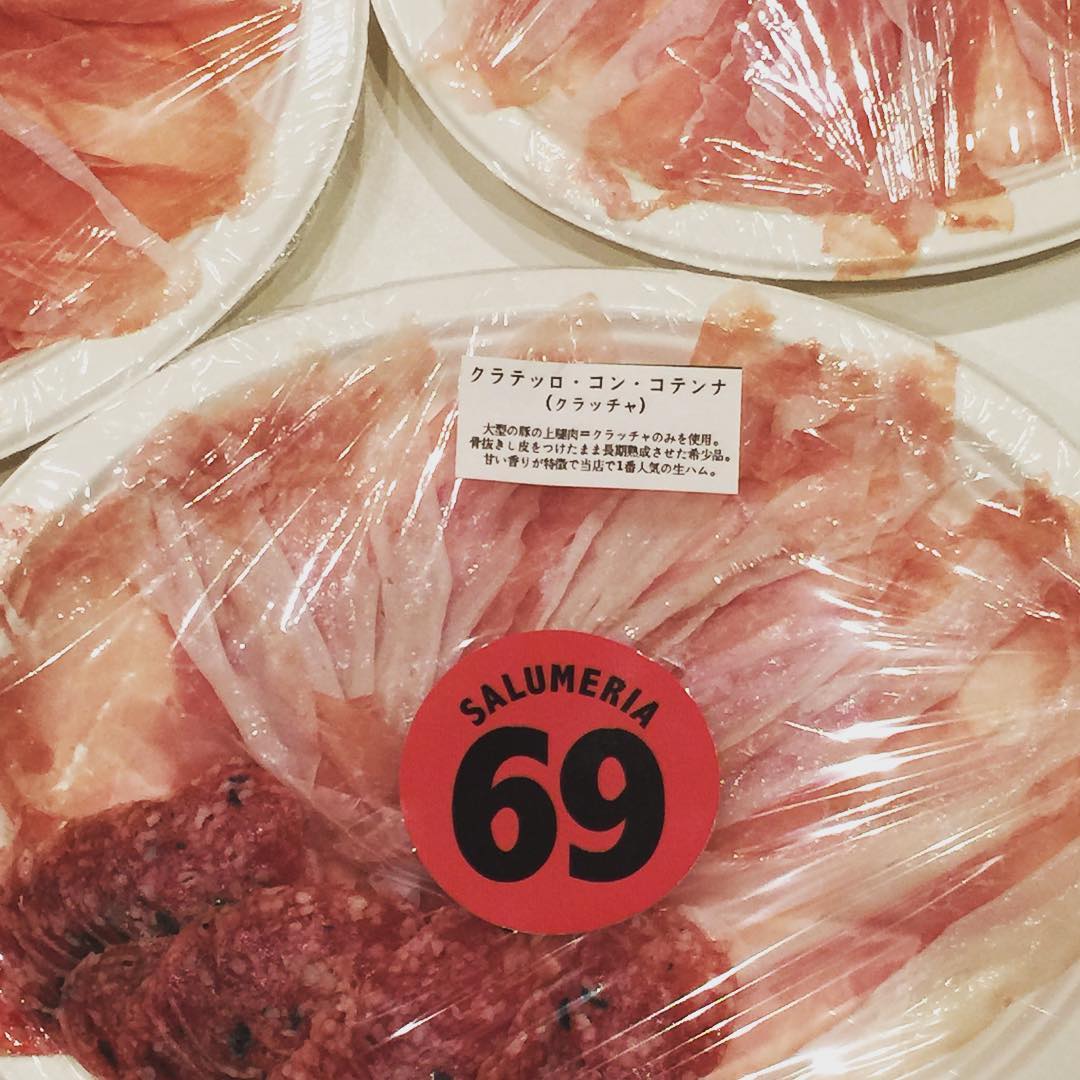 クラテッロ・コン・コテンナ
(クラッチャ)
大型の豚の上腿肉=クラッチャのみを使用。
骨抜きし皮をつけたまま長期熟成させた希少品。
甘い香りが特徴で当店で1番人気の生ハム。
SALUMERIA
69